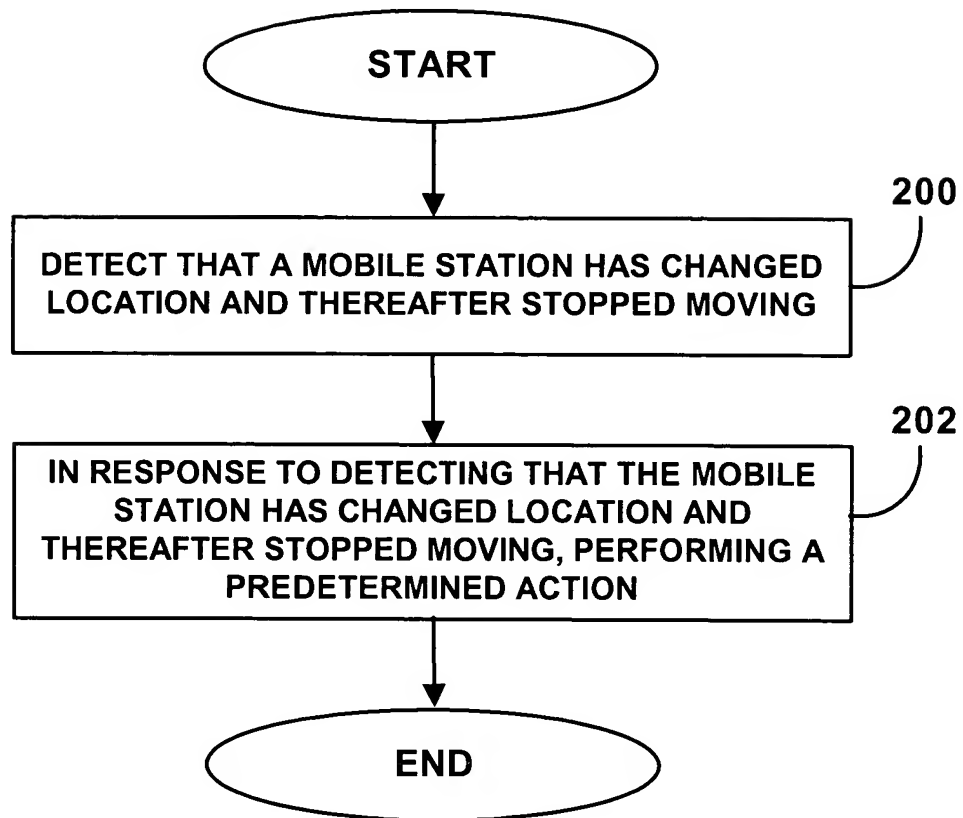 START
200
DETECT THAT A MOBILE STATION HAS CHANGED
LOCATION AND THEREAFTER STOPPED MOVING
202
IN RESPONSE TO DETECTING THAT THE MOBILE
STATION HAS CHANGED LOCATION AND
THEREAFTER STOPPED MOVING, PERFORMING A
PREDETERMINED ACTION
END